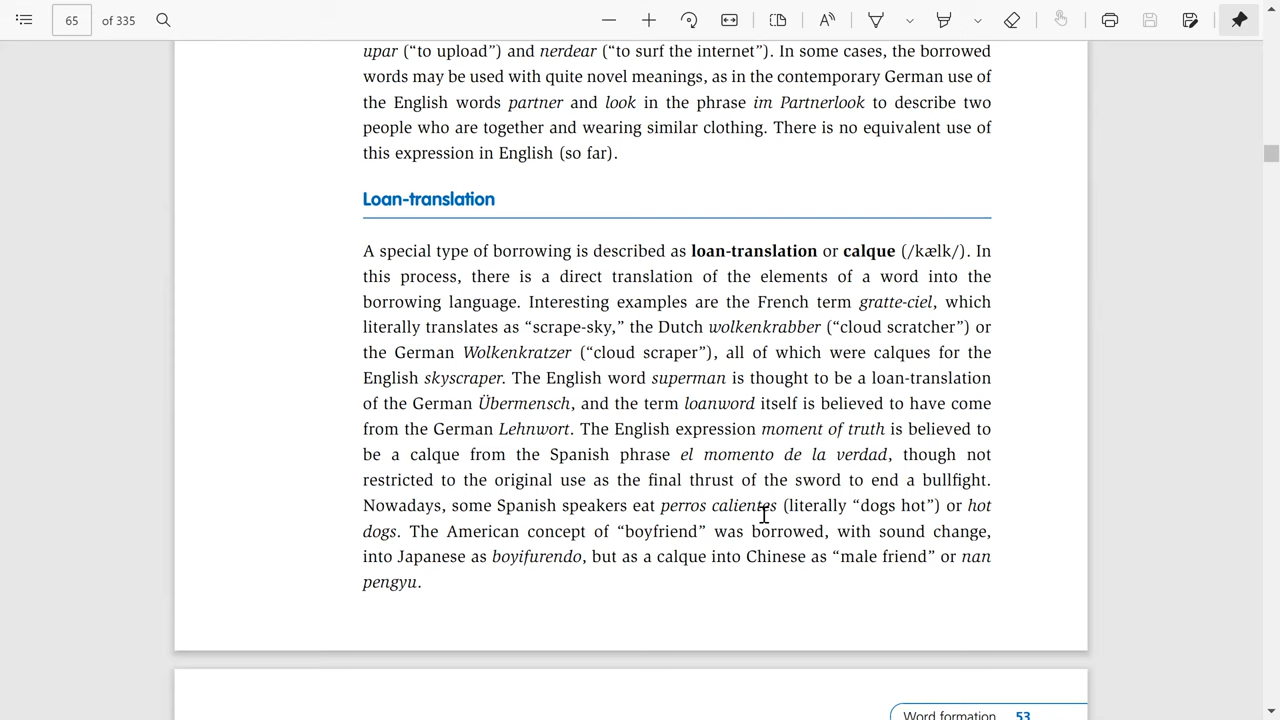 65 of 335
upar (“to upload”) and nerdear (“to surf the internet”). In some cases, the borrowed
words may be used with quite novel meanings, as in the contemporary German use of
the English words partner and look in the phrase im Partnerlook to describe two
people who are together and wearing similar clothing. There is no equivalent use of
this expression in English (so far).
Loan-translation
A special type of borrowing is described as loan-translation or calque (/kælk/). In
this process, there is a direct translation of the elements of a word into the
borrowing language. Interesting examples are the French term gratte-ciel, which
literally translates as “scrape-sky,” the Dutch wolkenkrabber (“cloud scratcher”) or
the German Wolkenkratzer (“cloud scraper”), all of which were calques for the
English skyscraper. The English word superman is thought to be a loan-translation
of the German Übermensch, and the term loanword itself is believed to have come
from the German Lehnwort. The English expression moment of truth is believed to
be a calque from the Spanish phrase el momento de la verdad, though not
restricted to the original use as the final thrust of the sword to end a bullfight.
Nowadays, some Spanish speakers eat perros calientes (literally “dogs hot”) or hot
dogs. The American concept of “boyfriend” was borrowed, with sound change,
into Japanese as boyifurendo, but as a calque into Chinese as “male friend” or nan
pengyu.
Word formation 53